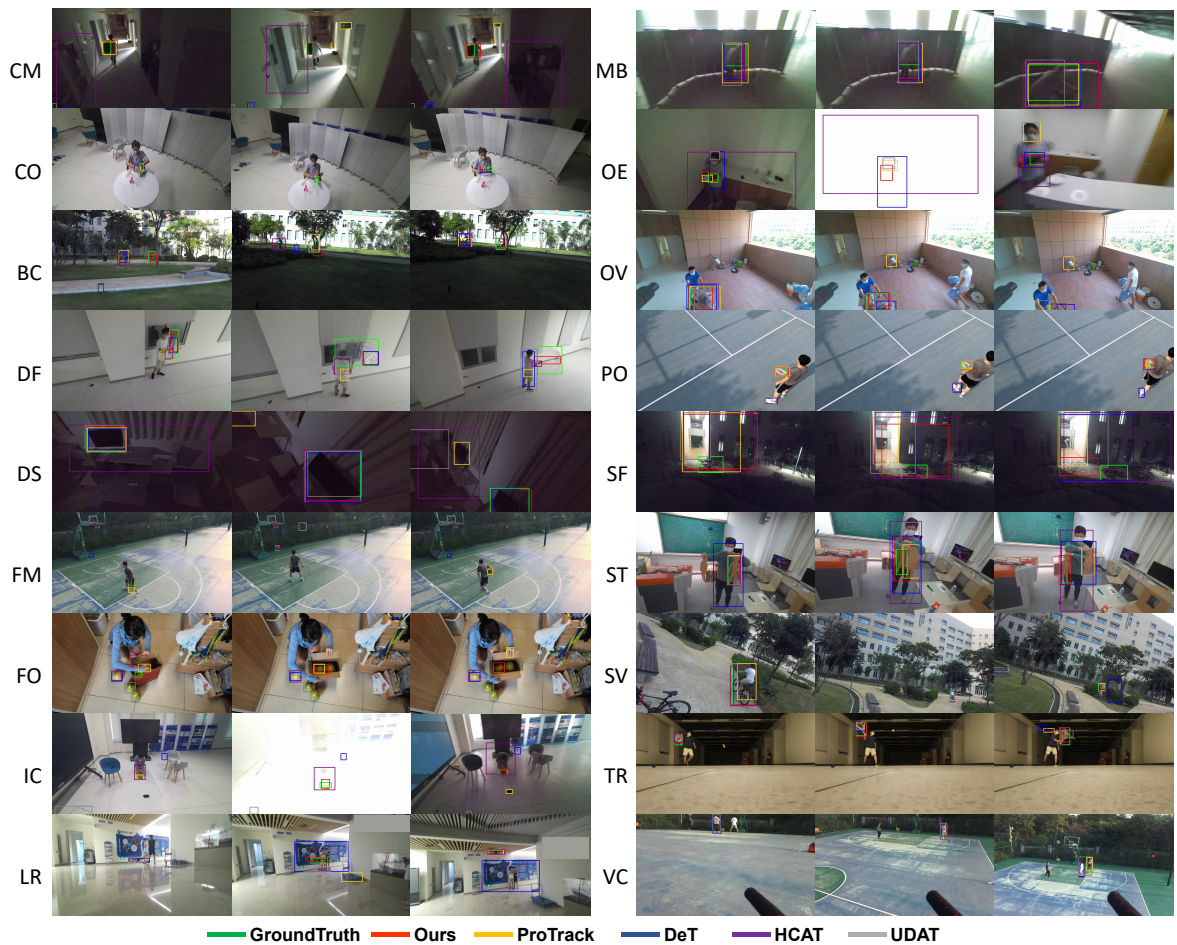 CM
CO
BC
DF
DS
FM
FO
IC
LR
MB
OE
OV
PO
SF
ST
SV
TR
VC
GroundTruth Ours ProTrack DeT HCAT UDAT